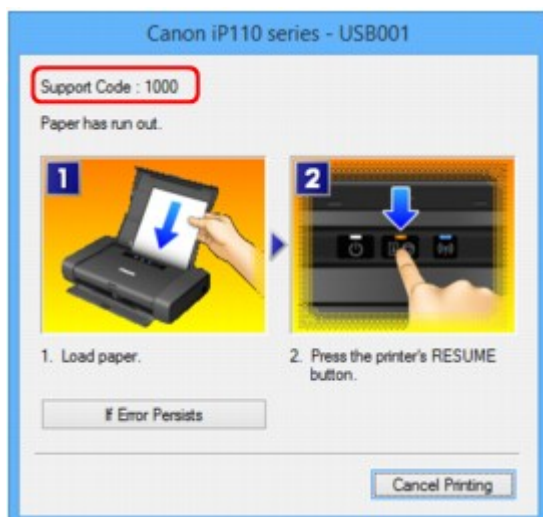 Canon iP110 series - USB001
Support Code : 1000
Paper has run out.
1
2
1. Load paper.
2. Press the printer's RESUME
button.
If Error Persists
Cancel Printing